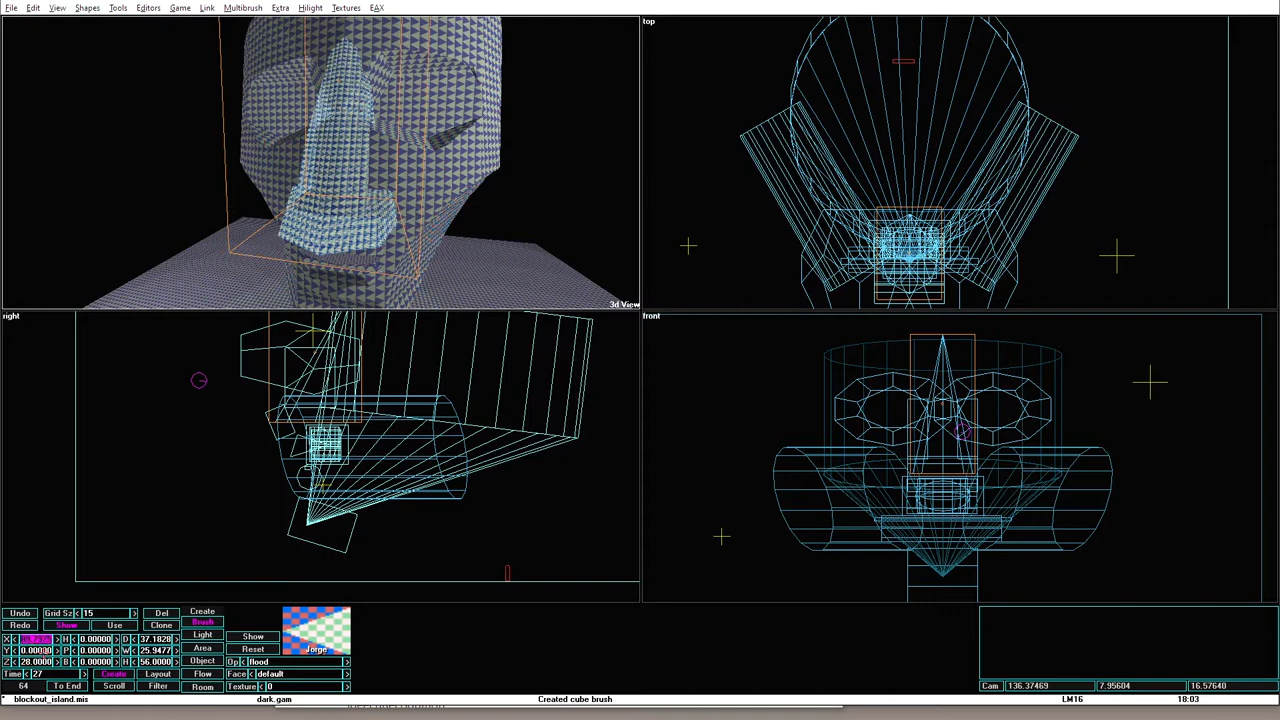 File Edit View Shapes Tools Editors Game Link Multibrush Extra Hilight Textures EAX
top
3d View
right
front
Undo Grid Sz < 15 > Del Create
Redo Show Use Clone Brush
X < > H < 0.00000 > D < 37.1828 > Light Show
Y < 0.00000 > P < 0.00000 > W < 25.9477 > Area Reset Jorge
Z < 28.0000 > B < 0.00000 > H < 56.0000 > Object Op < flood >
Time < 27 > Create Layout Flow Face < default >
64 To End Scroll Filter Room Texture < 0 >
Cam 136.37469 7.95604 16.57640
* blockout_island.mis dark.gam Created cube brush LM16 18:03